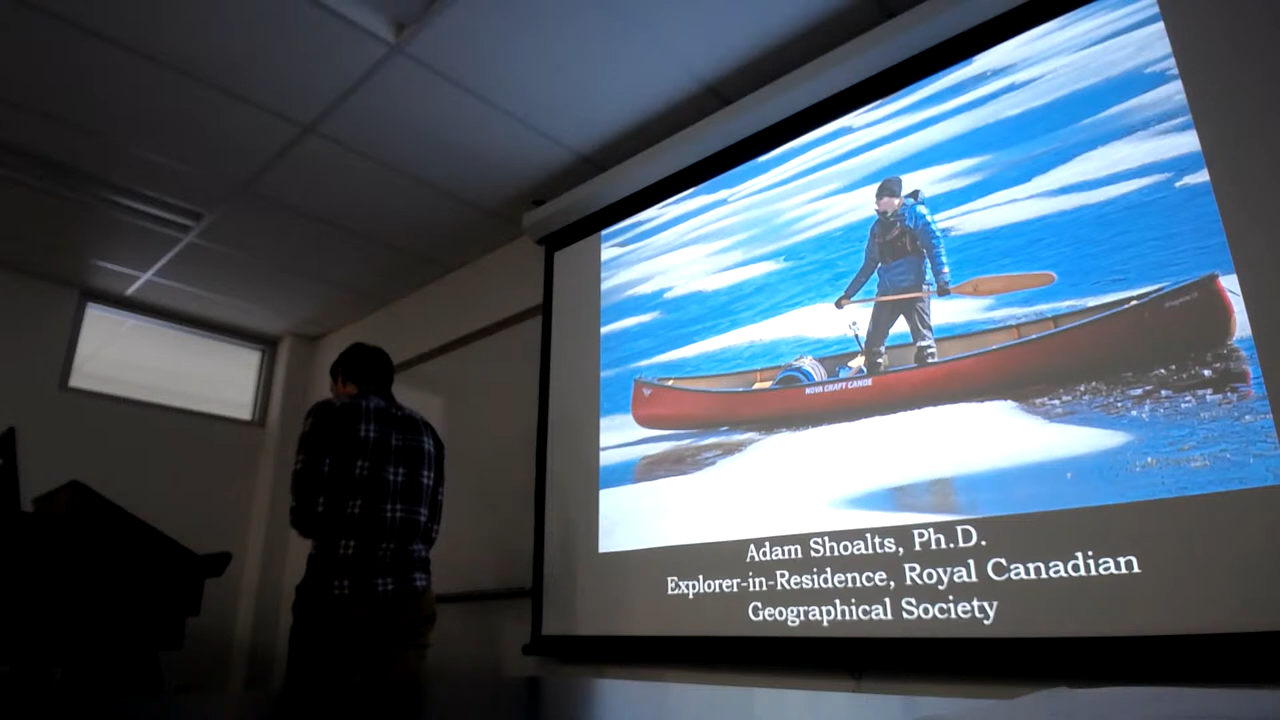 NOVA CRAFT CANOE
Adam Shoalts, Ph.D.
Explorer-in-Residence, Royal Canadian
Geographical Society